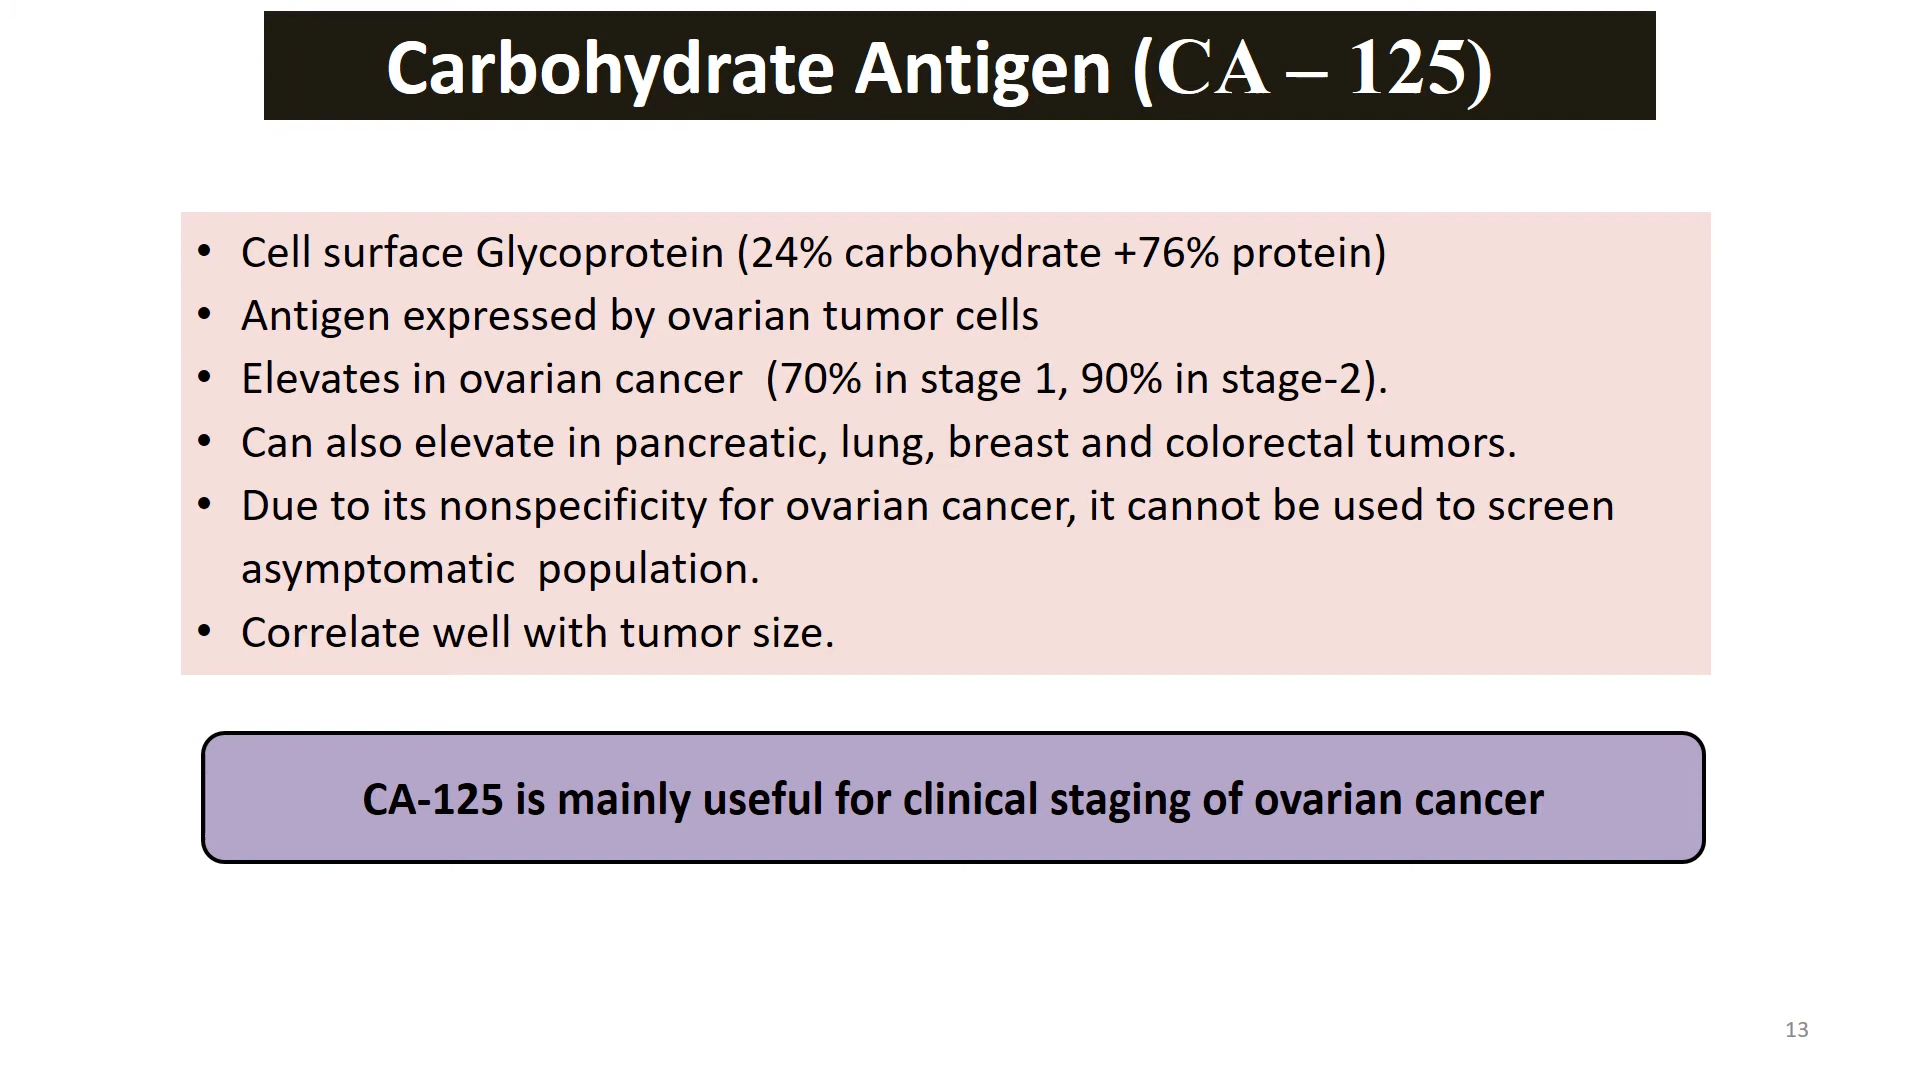 Carbohydrate Antigen (CA – 125)
• Cell surface Glycoprotein (24% carbohydrate +76% protein)
• Antigen expressed by ovarian tumor cells
• Elevates in ovarian cancer  (70% in stage 1, 90% in stage-2).
• Can also elevate in pancreatic, lung, breast and colorectal tumors.
• Due to its nonspecificity for ovarian cancer, it cannot be used to screen
asymptomatic  population.
• Correlate well with tumor size.
CA-125 is mainly useful for clinical staging of ovarian cancer
13